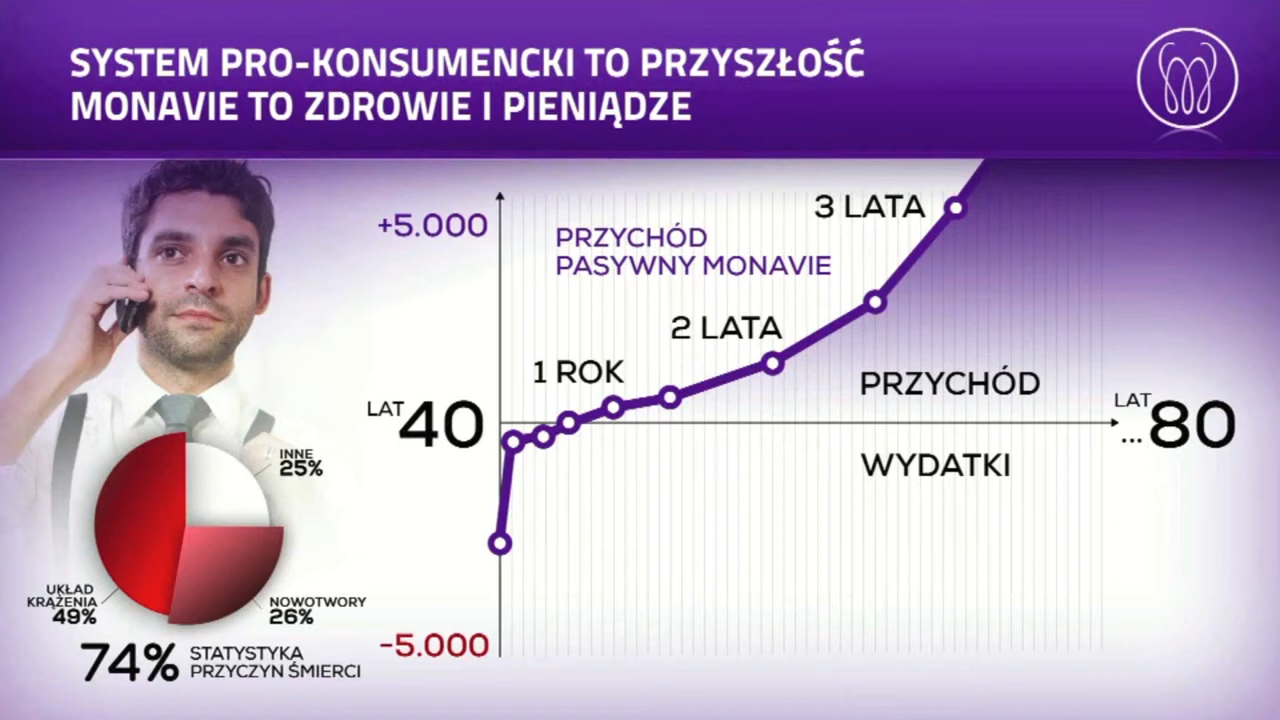 SYSTEM PRO-KONSUMENCKI TO PRZYSZŁOŚĆ
MONAVIE TO ZDROWIE I PIENIĄDZE
+5.000
PRZYCHÓD
PASYWNY MONAVIE
3 LATA
2 LATA
1 ROK
PRZYCHÓD
LAT 40
LAT ...80
WYDATKI
INNE
25%
UKŁAD
KRĄŻENIA
49%
NOWOTWORY
26%
-5.000
74% STATYSTYKA
PRZYCZYN ŚMIERCI